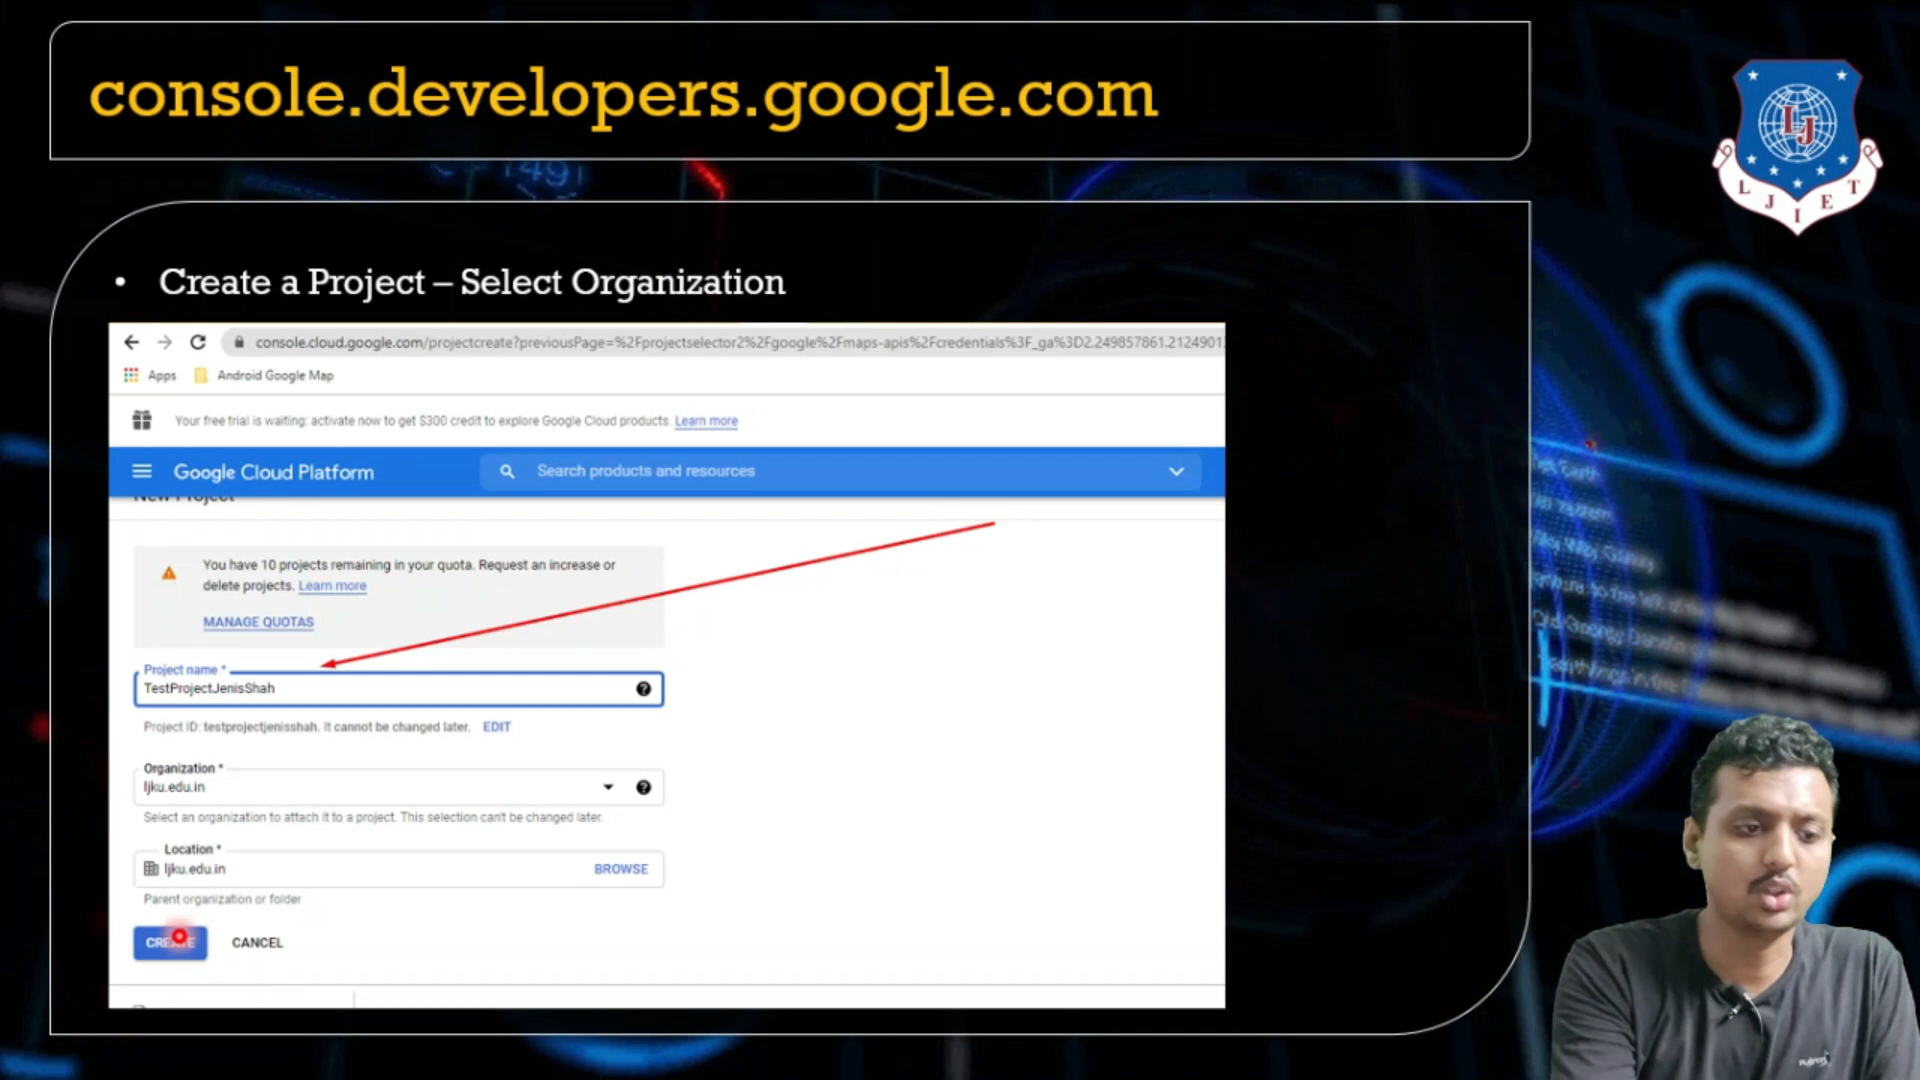 console.developers.google.com
LJ
L J I E T
• Create a Project – Select Organization
console.cloud.google.com/projectcreate?previousPage=%2Fprojectselector2%2Fgoogle%2Fmaps-apis%2Fcredentials%3F_ga%3D2.249857861.2124901.
Apps Android Google Map
Your free trial is waiting: activate now to get $300 credit to explore Google Cloud products. Learn more
Google Cloud Platform Search products and resources
New Project
You have 10 projects remaining in your quota. Request an increase or
delete projects. Learn more
MANAGE QUOTAS
Project name *
TestProjectJenisShah
Project ID: testprojectjenisshah. It cannot be changed later. EDIT
Organization *
ljku.edu.in
Select an organization to attach it to a project. This selection can't be changed later.
Location *
ljku.edu.in BROWSE
Parent organization or folder
CREATE CANCEL